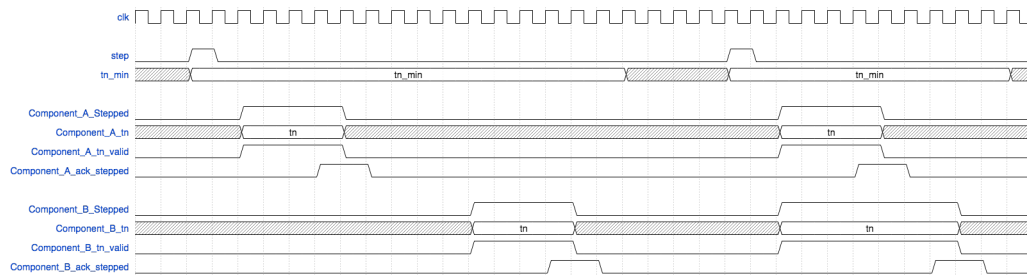 clk
step
tn_min tn_min tn_min
Component_A_Stepped
Component_A_tn tn tn
Component_A_tn_valid
Component_A_ack_stepped
Component_B_Stepped
Component_B_tn tn tn
Component_B_tn_valid
Component_B_ack_stepped